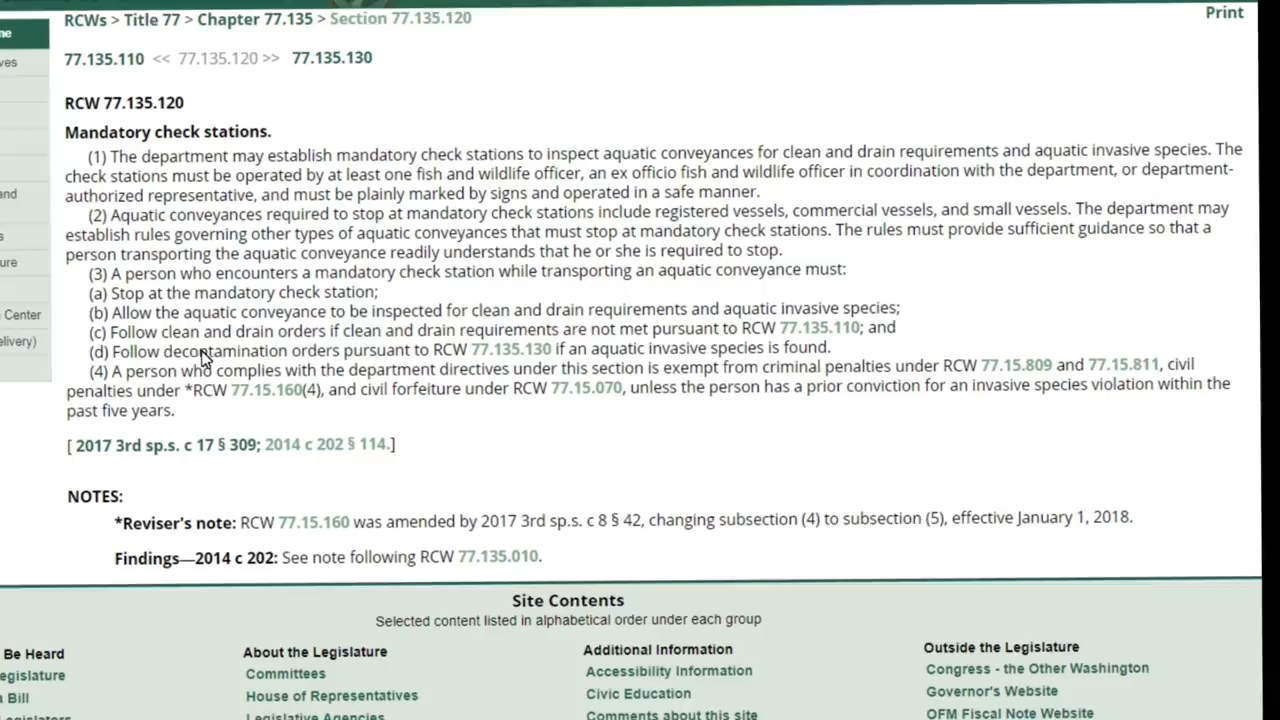 RCWs > Title 77 > Chapter 77.135 > Section 77.135.120
Print
77.135.110 << 77.135.120 >> 77.135.130
RCW 77.135.120
Mandatory check stations.
(1) The department may establish mandatory check stations to inspect aquatic conveyances for clean and drain requirements and aquatic invasive species. The
check stations must be operated by at least one fish and wildlife officer, an ex officio fish and wildlife officer in coordination with the department, or department-
authorized representative, and must be plainly marked by signs and operated in a safe manner.
(2) Aquatic conveyances required to stop at mandatory check stations include registered vessels, commercial vessels, and small vessels. The department may
establish rules governing other types of aquatic conveyances that must stop at mandatory check stations. The rules must provide sufficient guidance so that a
person transporting the aquatic conveyance readily understands that he or she is required to stop.
(3) A person who encounters a mandatory check station while transporting an aquatic conveyance must:
(a) Stop at the mandatory check station;
(b) Allow the aquatic conveyance to be inspected for clean and drain requirements and aquatic invasive species;
(c) Follow clean and drain orders if clean and drain requirements are not met pursuant to RCW 77.135.110; and
(d) Follow decontamination orders pursuant to RCW 77.135.130 if an aquatic invasive species is found.
(4) A person who complies with the department directives under this section is exempt from criminal penalties under RCW 77.15.809 and 77.15.811, civil
penalties under *RCW 77.15.160(4), and civil forfeiture under RCW 77.15.070, unless the person has a prior conviction for an invasive species violation within the
past five years.
[ 2017 3rd sp.s. c 17 § 309; 2014 c 202 § 114.]
NOTES:
*Reviser's note: RCW 77.15.160 was amended by 2017 3rd sp.s. c 8 § 42, changing subsection (4) to subsection (5), effective January 1, 2018.
Findings—2014 c 202: See note following RCW 77.135.010.
ne
ves
and
s
ure
Center
elivery)
Site Contents
Selected content listed in alphabetical order under each group
Be Heard
egislature
Bill
egislators
About the Legislature
Committees
House of Representatives
Legislative Agencies
Additional Information
Accessibility Information
Civic Education
Comments about this site
Outside the Legislature
Congress - the Other Washington
Governor's Website
OFM Fiscal Note Website